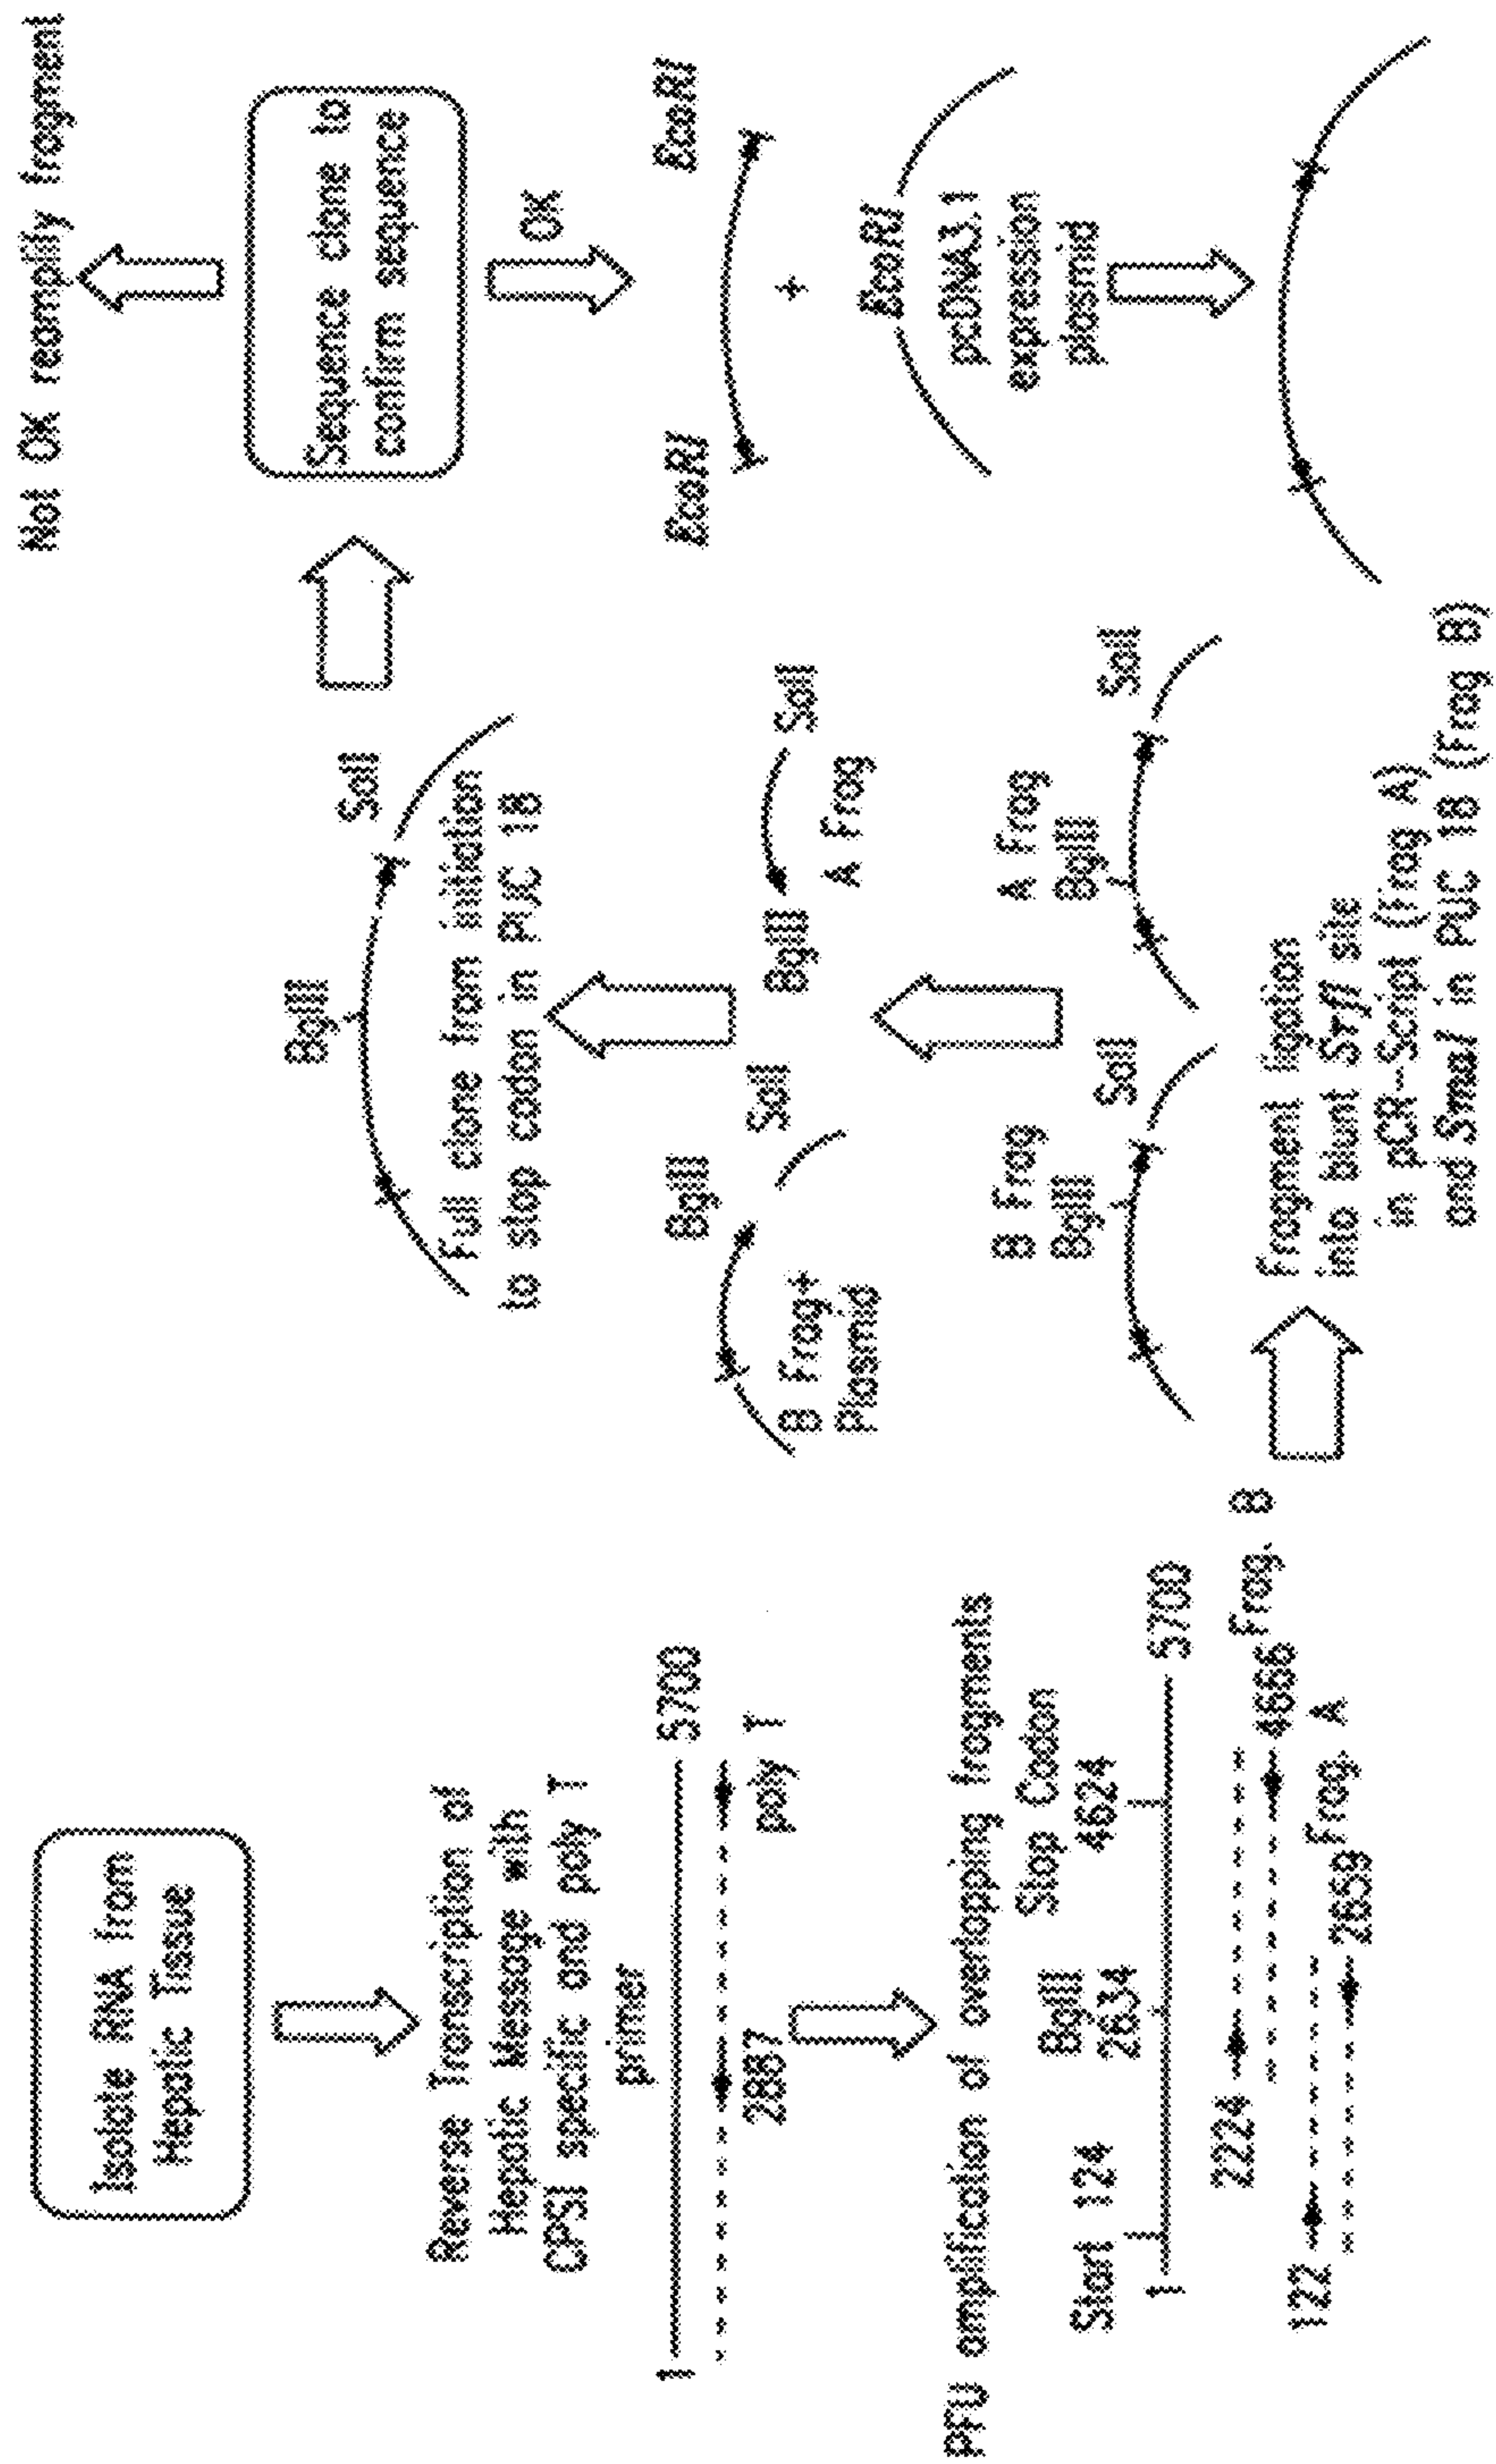 Isolate RNA from
Hepatic Tissue
Reverse Transcription of
Hepatic Message with
CPSI specific and poly T
primer
1 5700
2887 poly T
PFU amplification of overlapping fragments
Start 124 BglII 2634 Stop Codon 4624
1 5700
2224 4666 Frag. B
122 2659 Frag. A
Fragment ligation
into blunt Srfl site
in pCR-Script (Frag A)
and SmaI in PUC 18 (Frag B)
B Frag
BglII SalI
A Frag
BglII SalI
BglII SalI
B Frag+
Plasmid
BglII SalI
A Frag
BglII SalI
Full clone from initiation
to stop codon in PUC 18
Sequence clone to
confirm sequence
Not OK reamplify fragment
OK
EcoRI EcoRI
+
EcoRI
pcDNA3.1
expression
plasmid